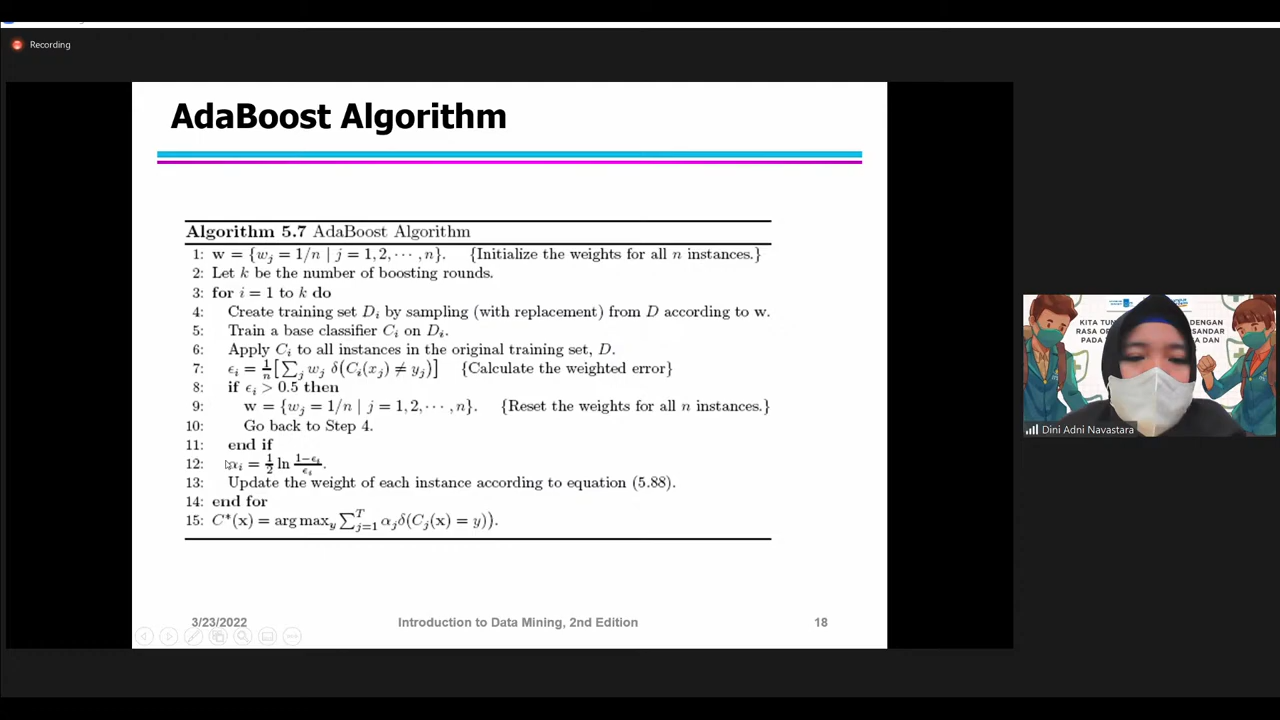 Recording
AdaBoost Algorithm
Algorithm 5.7 AdaBoost Algorithm
1: w = {w_j = 1/n | j = 1, 2, ⋯ , n}. {Initialize the weights for all n instances.}
2: Let k be the number of boosting rounds.
3: for i = 1 to k do
4: Create training set D_i by sampling (with replacement) from D according to w.
5: Train a base classifier C_i on D_i.
6: Apply C_i to all instances in the original training set, D.
7: ϵ_i = 1/n [∑_j w_j δ(C_i(x_j) ≠ y_j)] {Calculate the weighted error}
8: if ϵ_i > 0.5 then
9: w = {w_j = 1/n | j = 1, 2, ⋯ , n}. {Reset the weights for all n instances.}
10: Go back to Step 4.
11: end if
12: α_i = 1/2 ln (1−ϵ_i)/ϵ_i.
13: Update the weight of each instance according to equation (5.88).
14: end for
15: C*(x) = arg max_y ∑_{j=1}^T α_j δ(C_j(x) = y)).
3/23/2022 Introduction to Data Mining, 2nd Edition 18
KITA TUN DENGAN
RASA SANDAR
PADA DAN
Dini Adni Navastara